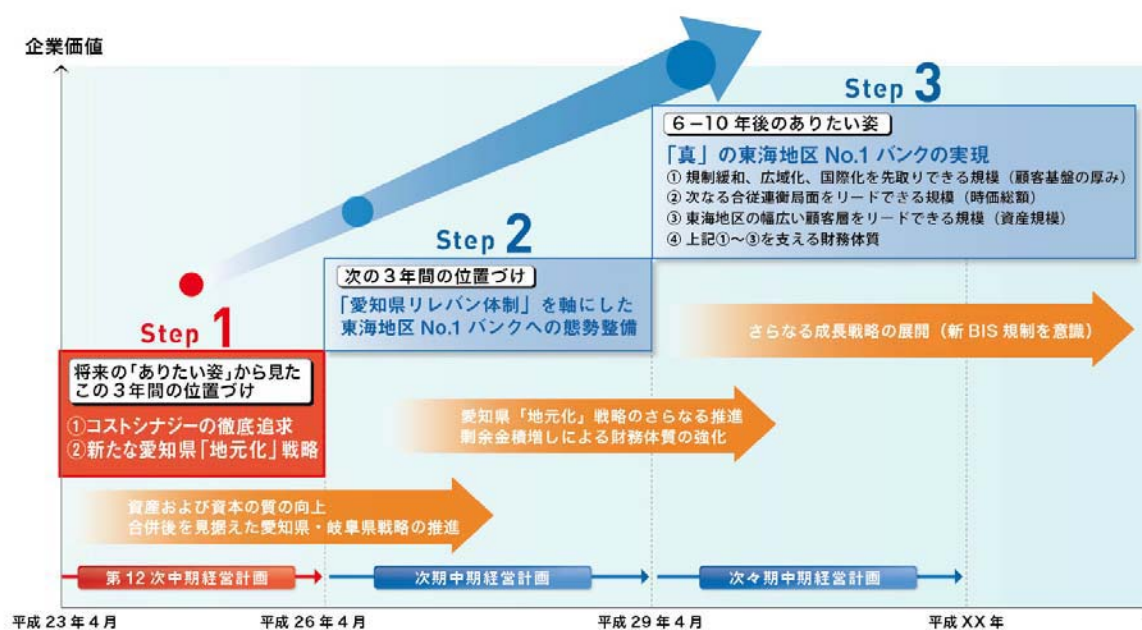 企業価値
Step 3
6−10年後のありたい姿
「真」の東海地区 No.1 バンクの実現
① 規制緩和、広域化、国際化を先取りできる規模（顧客基盤の厚み）
② 次なる合従連衡局面をリードできる規模（時価総額）
③ 東海地区の幅広い顧客層をリードできる規模（資産規模）
④ 上記①〜③を支える財務体質
Step 2
次の3年間の位置づけ
「愛知県リレバン体制」を軸にした
東海地区 No.1 バンクへの態勢整備
Step 1
将来の「ありたい姿」から見た
この3年間の位置づけ
①コストシナジーの徹底追求
②新たな愛知県「地元化」戦略
さらなる成長戦略の展開（新 BIS 規制を意識）
愛知県「地元化」戦略のさらなる推進
剰余金積増しによる財務体質の強化
資産および資本の質の向上
合併後を見据えた愛知県・岐阜県戦略の推進
第12次中期経営計画
次期中期経営計画
次々期中期経営計画
平成23年4月
平成26年4月
平成29年4月
平成XX年